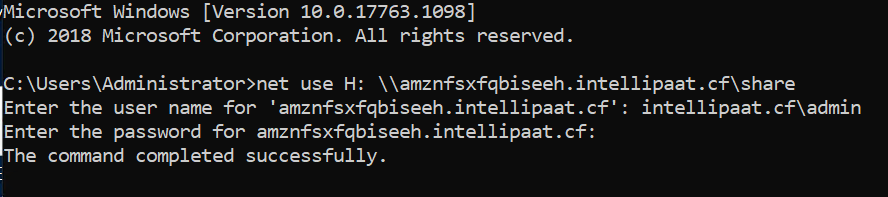 Microsoft Windows [Version 10.0.17763.1098]
(c) 2018 Microsoft Corporation. All rights reserved.
C:\Users\Administrator>net use H: \\amznfsxfqbiseeh.intellipaat.cf\share
Enter the user name for 'amznfsxfqbiseeh.intellipaat.cf': intellipaat.cf\admin
Enter the password for amznfsxfqbiseeh.intellipaat.cf:
The command completed successfully.